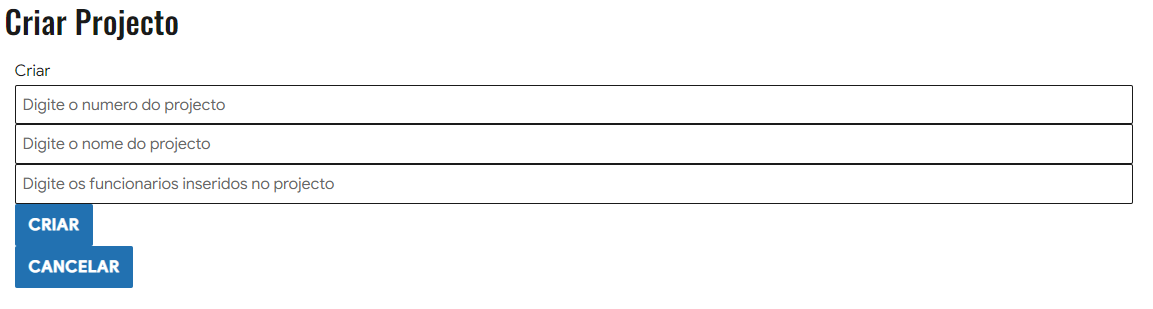 Criar Projecto
Criar
Digite o numero do projecto
Digite o nome do projecto
Digite os funcionarios inseridos no projecto
CRIAR
CANCELAR